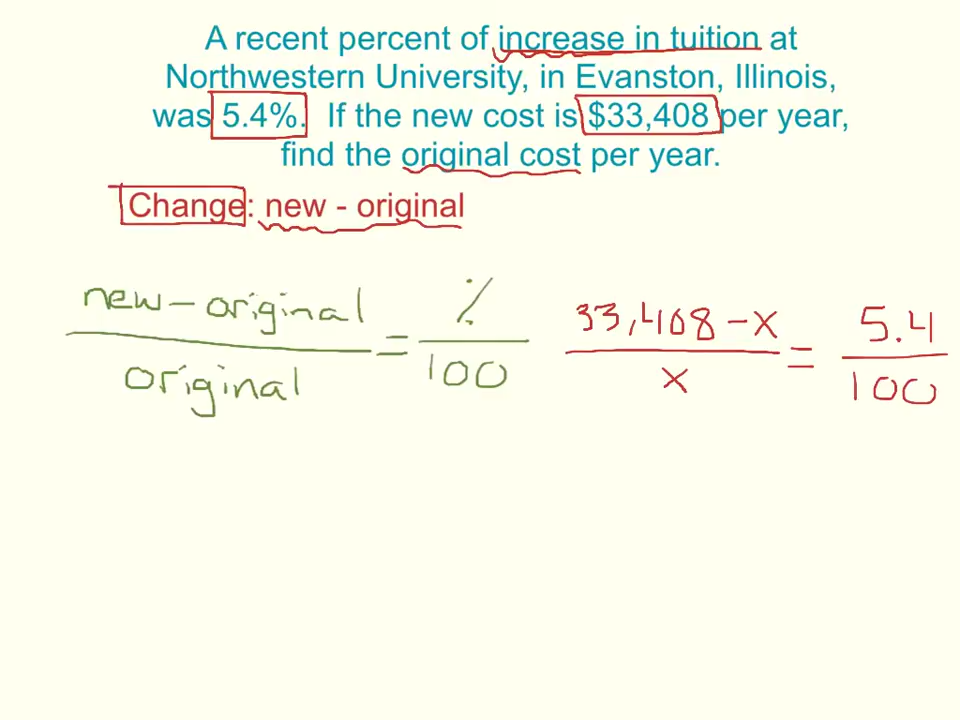 A recent percent of increase in tuition at
Northwestern University, in Evanston, Illinois,
was 5.4%. If the new cost is $33,408 per year,
find the original cost per year.
Change: new - original
new - original = %
original 100
33,408 - x = 5.4
x 100